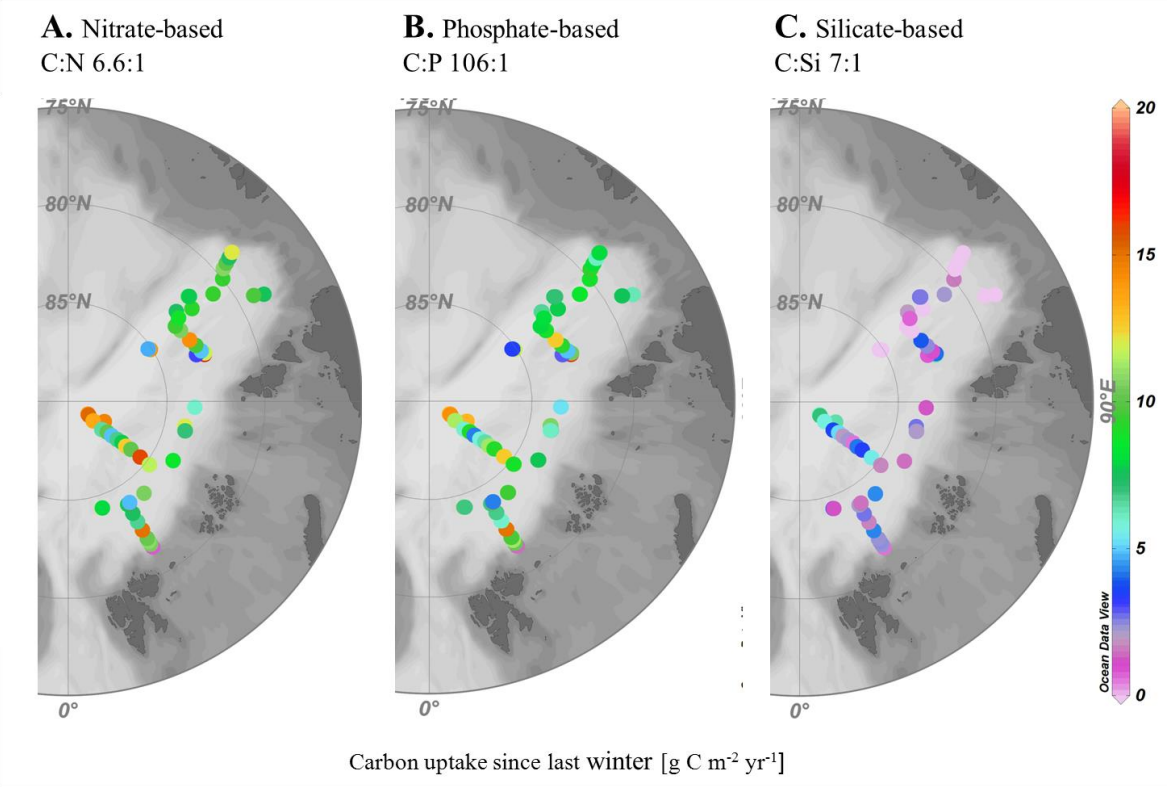 A. Nitrate-based
C:N 6.6:1
B. Phosphate-based
C:P 106:1
C. Silicate-based
C:Si 7:1
75°N
75°N
75°N
80°N
80°N
80°N
85°N
85°N
85°N
90°E
0°
0°
0°
20
15
10
5
0
Ocean Data View
Carbon uptake since last winter [g C m-2 yr-1]